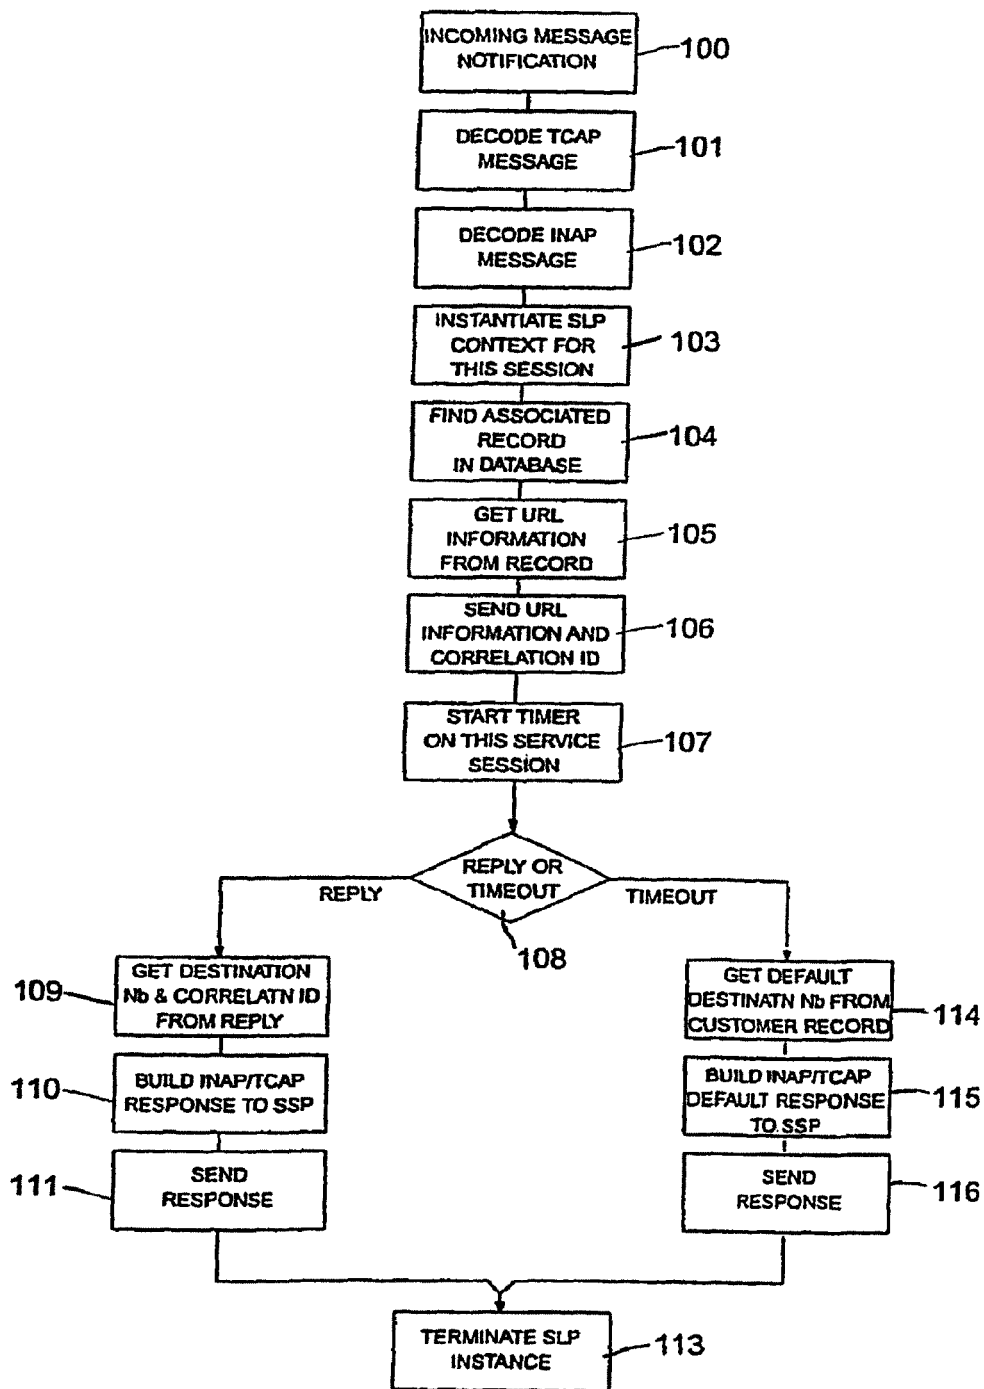 INCOMING MESSAGE
NOTIFICATION
100
DECODE TCAP
MESSAGE
101
DECODE INAP
MESSAGE
102
INSTANTIATE SLP
CONTEXT FOR
THIS SESSION
103
FIND ASSOCIATED
RECORD
IN DATABASE
104
GET URL
INFORMATION
FROM RECORD
105
SEND URL
INFORMATION AND
CORRELATION ID
106
START TIMER
ON THIS SERVICE
SESSION
107
REPLY OR
TIMEOUT
REPLY
TIMEOUT
108
GET DESTINATION
Nb & CORRELATN ID
FROM REPLY
109
BUILD INAP/TCAP
RESPONSE TO SSP
110
SEND
RESPONSE
111
GET DEFAULT
DESTINATN Nb FROM
CUSTOMER RECORD
114
BUILD INAP/TCAP
DEFAULT RESPONSE
TO SSP
115
SEND
RESPONSE
116
TERMINATE SLP
INSTANCE
113